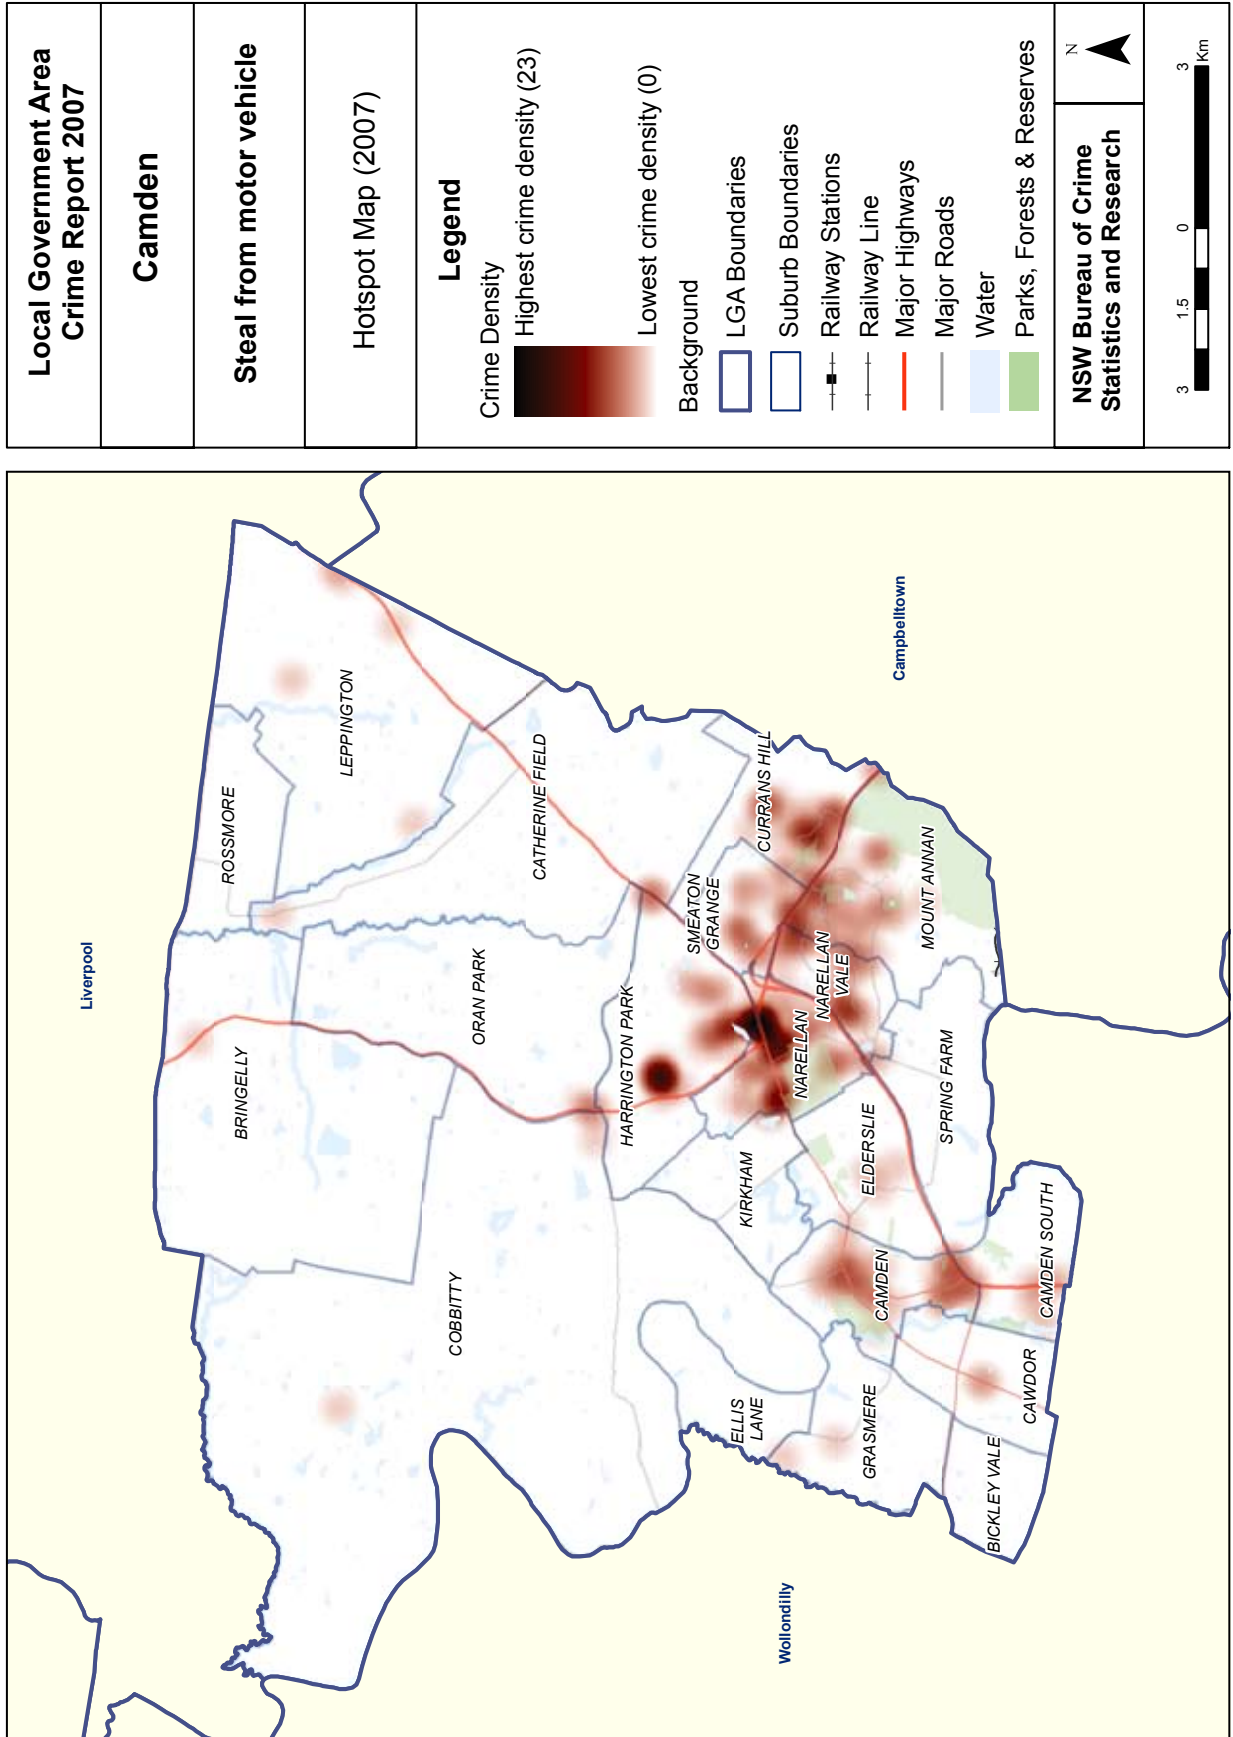 Local Government Area
Crime Report 2007
Camden
Steal from motor vehicle
Hotspot Map (2007)
Legend
Crime Density
Highest crime density (23)
Lowest crime density (0)
Background
LGA Boundaries
Suburb Boundaries
Railway Stations
Railway Line
Major Highways
Major Roads
Water
Parks, Forests & Reserves
NSW Bureau of Crime
Statistics and Research
N
3
1.5
0
3
Km
Liverpool
Campbelltown
Wollondilly
ROSSMORE
LEPPINGTON
BRINGELLY
CATHERINE FIELD
ORAN PARK
COBBITTY
HARRINGTON PARK
SMEATON
GRANGE
CURRANS HILL
KIRKHAM
NARELLAN
NARELLAN
VALE
MOUNT ANNAN
ELLIS
LANE
GRASMERE
CAMDEN
ELDERSLIE
SPRING FARM
BICKLEY VALE
CAWDOR
CAMDEN SOUTH